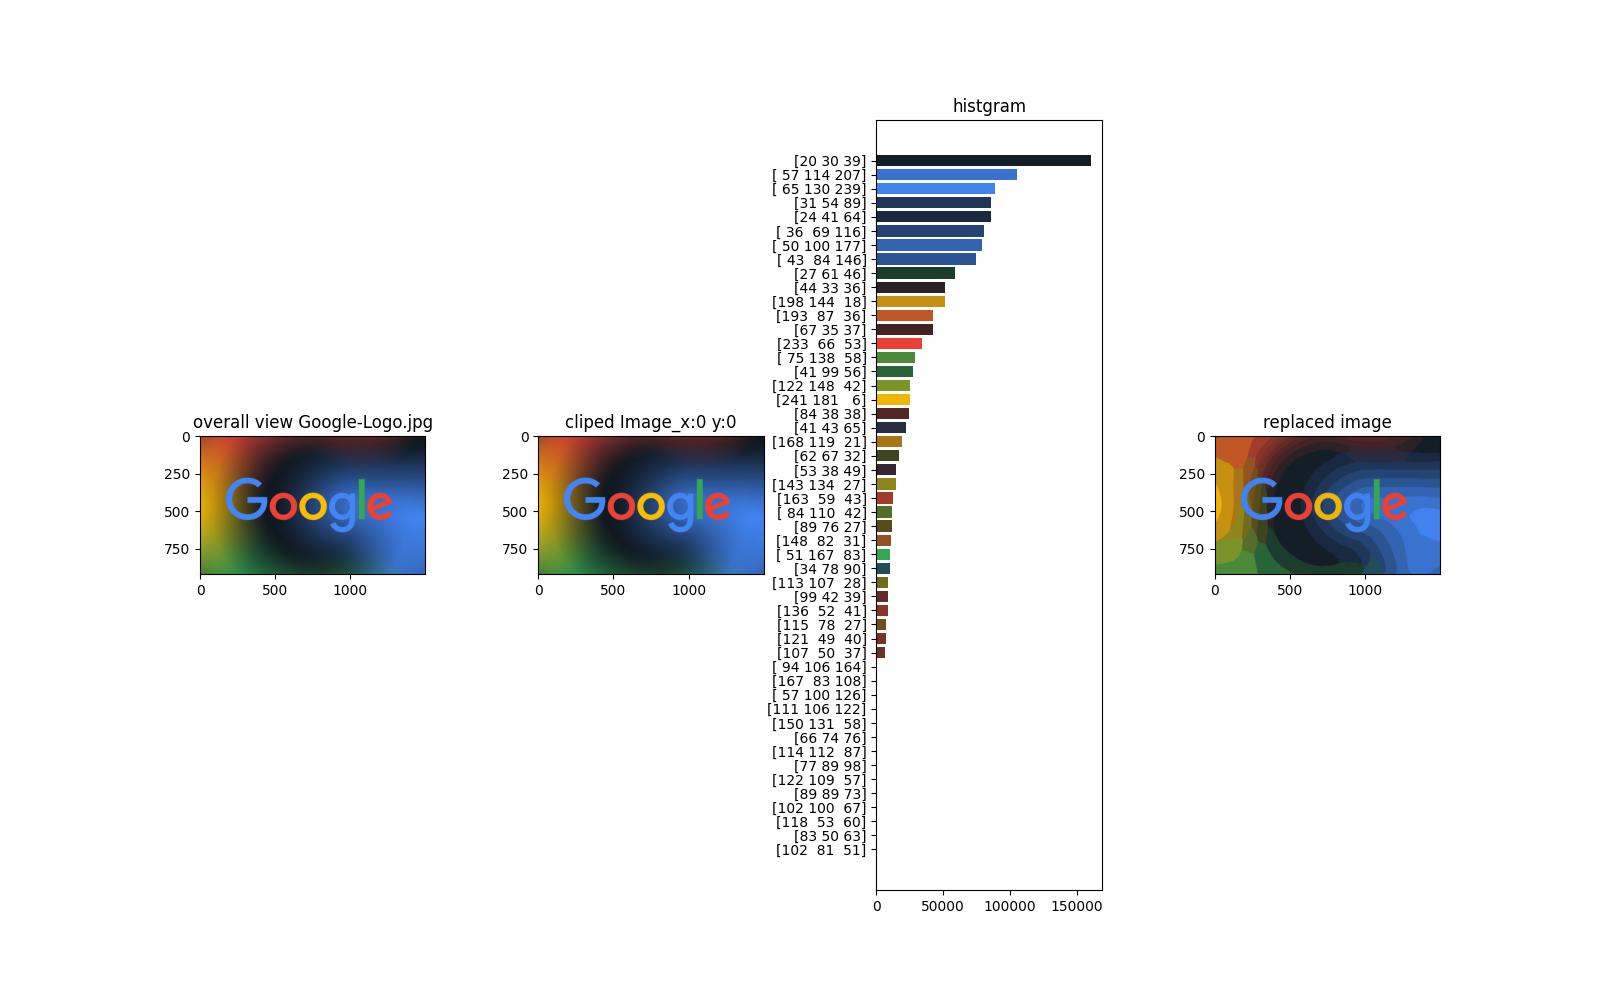 histgram
[20 30 39]
[ 57 114 207]
[ 65 130 239]
[31 54 89]
[24 41 64]
[ 36  69 116]
[ 50 100 177]
[ 43  84 146]
[27 61 46]
[44 33 36]
[198 144  18]
[193  87  36]
[67 35 37]
[233  66  53]
[ 75 138  58]
[41 99 56]
[122 148  42]
[241 181   6]
[84 38 38]
[41 43 65]
[168 119  21]
[62 67 32]
[53 38 49]
[143 134  27]
[163  59  43]
[ 84 110  42]
[89 76 27]
[148  82  31]
[ 51 167  83]
[34 78 90]
[113 107  28]
[99 42 39]
[136  52  41]
[115  78  27]
[121  49  40]
[107  50  37]
[ 94 106 164]
[167  83 108]
[ 57 100 126]
[111 106 122]
[150 131  58]
[66 74 76]
[114 112  87]
[77 89 98]
[122 109  57]
[89 89 73]
[102 100  67]
[118  53  60]
[83 50 63]
[102  81  51]
0 50000 100000 150000
overall view Google-Logo.jpg
0
250
500
750
Google
0 500 1000
cliped Image_x:0 y:0
0
250
500
750
Google
0 500 1000
replaced image
0
250
500
750
Google
0 500 1000